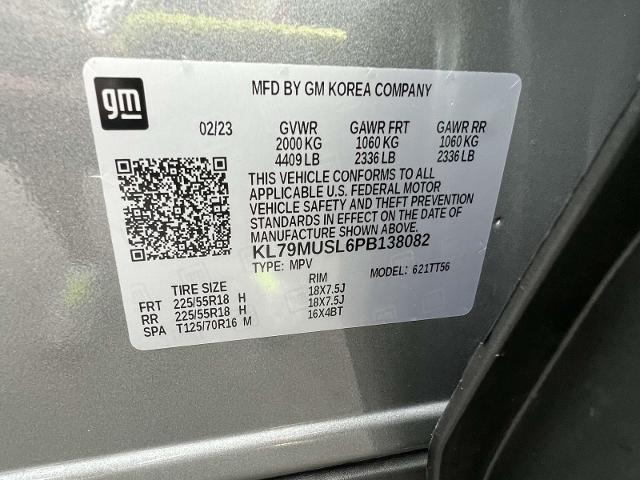 gm
MFD BY GM KOREA COMPANY
02/23 GVWR GAWR FRT GAWR RR
2000 KG 1060 KG 1060 KG
4409 LB 2336 LB 2336 LB
THIS VEHICLE CONFORMS TO ALL
APPLICABLE U.S. FEDERAL MOTOR
VEHICLE SAFETY AND THEFT PREVENTION
STANDARDS IN EFFECT ON THE DATE OF
MANUFACTURE SHOWN ABOVE.
KL79MUSL6PB138082
TYPE: MPV MODEL: 621TT56
TIRE SIZE RIM
FRT 225/55R18 H 18X7.5J
RR 225/55R18 H 18X7.5J
SPA T125/70R16 M 16X4BT